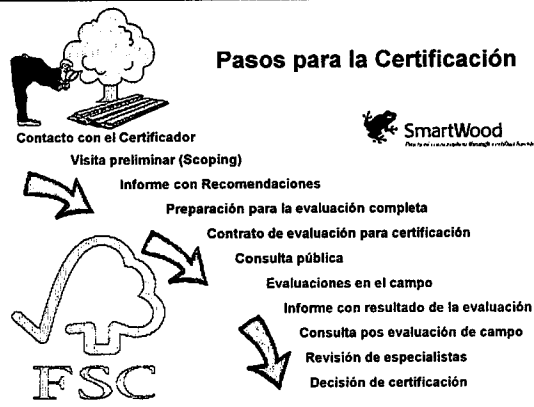 Pasos para la Certificación
SmartWood
Contacto con el Certificador
Visita preliminar (Scoping)
Informe con Recomendaciones
Preparación para la evaluación completa
Contrato de evaluación para certificación
Consulta pública
Evaluaciones en el campo
Informe con resultado de la evaluación
Consulta pos evaluación de campo
Revisión de especialistas
Decisión de certificación
FSC